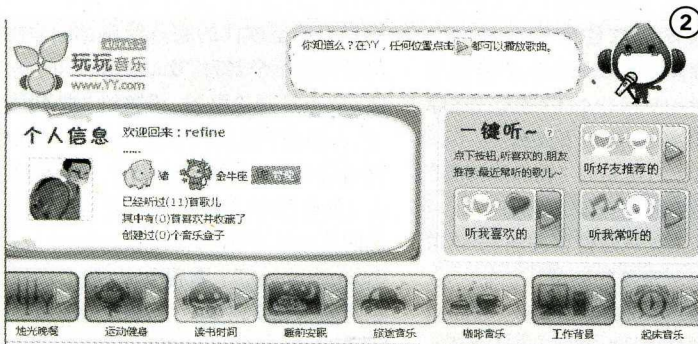 ②
玩玩音乐
www.YY.com
你知道么？在YY，任何位置点击 都可以播放歌曲。
个人信息
欢迎回来：refine
……
猪
金牛座
已经听过(11)首歌儿
其中有(0)首喜欢并收藏了
创建过(0)个音乐盒子
一键听~ ?
点下按钮,听喜欢的.朋友
推荐.最近常听的歌儿~
听好友推荐的
听我喜欢的
听我常听的
烛光晚餐
运动健身
读书时间
睡前安眠
旅途音乐
咖啡音乐
工作背景
起床音乐